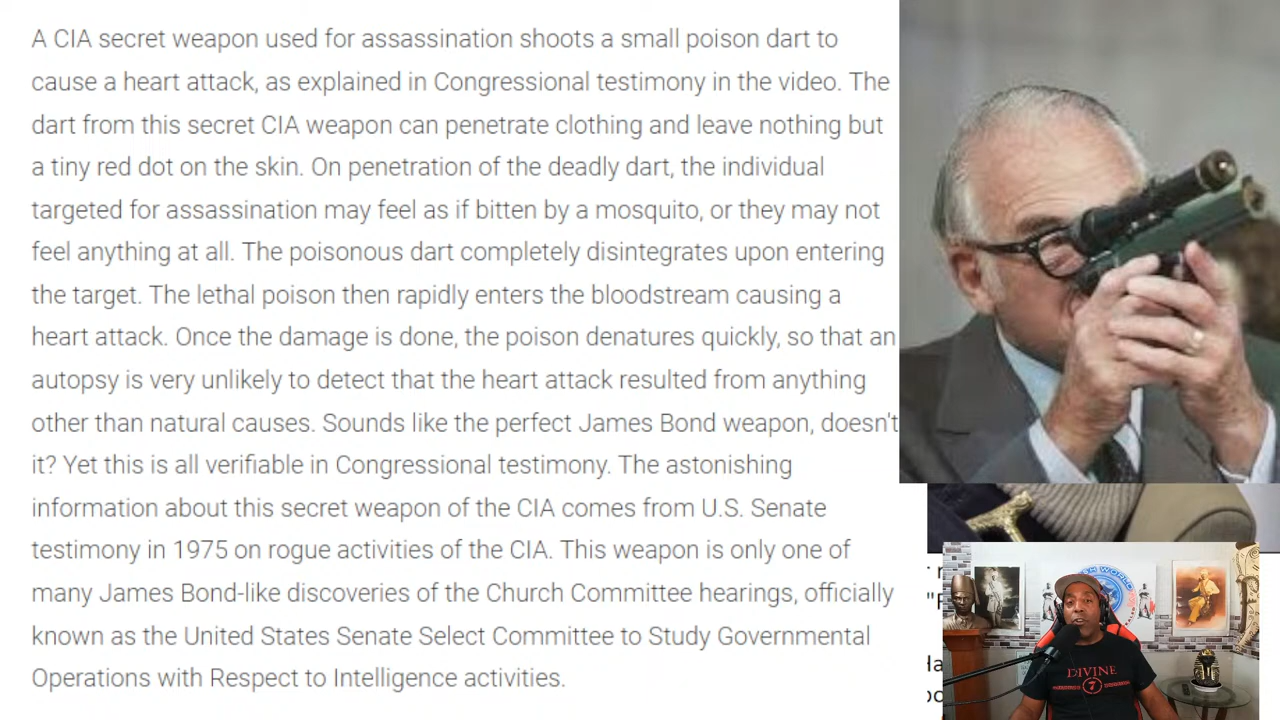 A CIA secret weapon used for assassination shoots a small poison dart to
cause a heart attack, as explained in Congressional testimony in the video. The
dart from this secret CIA weapon can penetrate clothing and leave nothing but
a tiny red dot on the skin. On penetration of the deadly dart, the individual
targeted for assassination may feel as if bitten by a mosquito, or they may not
feel anything at all. The poisonous dart completely disintegrates upon entering
the target. The lethal poison then rapidly enters the bloodstream causing a
heart attack. Once the damage is done, the poison denatures quickly, so that an
autopsy is very unlikely to detect that the heart attack resulted from anything
other than natural causes. Sounds like the perfect James Bond weapon, doesn't
it? Yet this is all verifiable in Congressional testimony. The astonishing
information about this secret weapon of the CIA comes from U.S. Senate
testimony in 1975 on rogue activities of the CIA. This weapon is only one of
many James Bond-like discoveries of the Church Committee hearings, officially
known as the United States Senate Select Committee to Study Governmental
Operations with Respect to Intelligence activities.
DIVINE
7